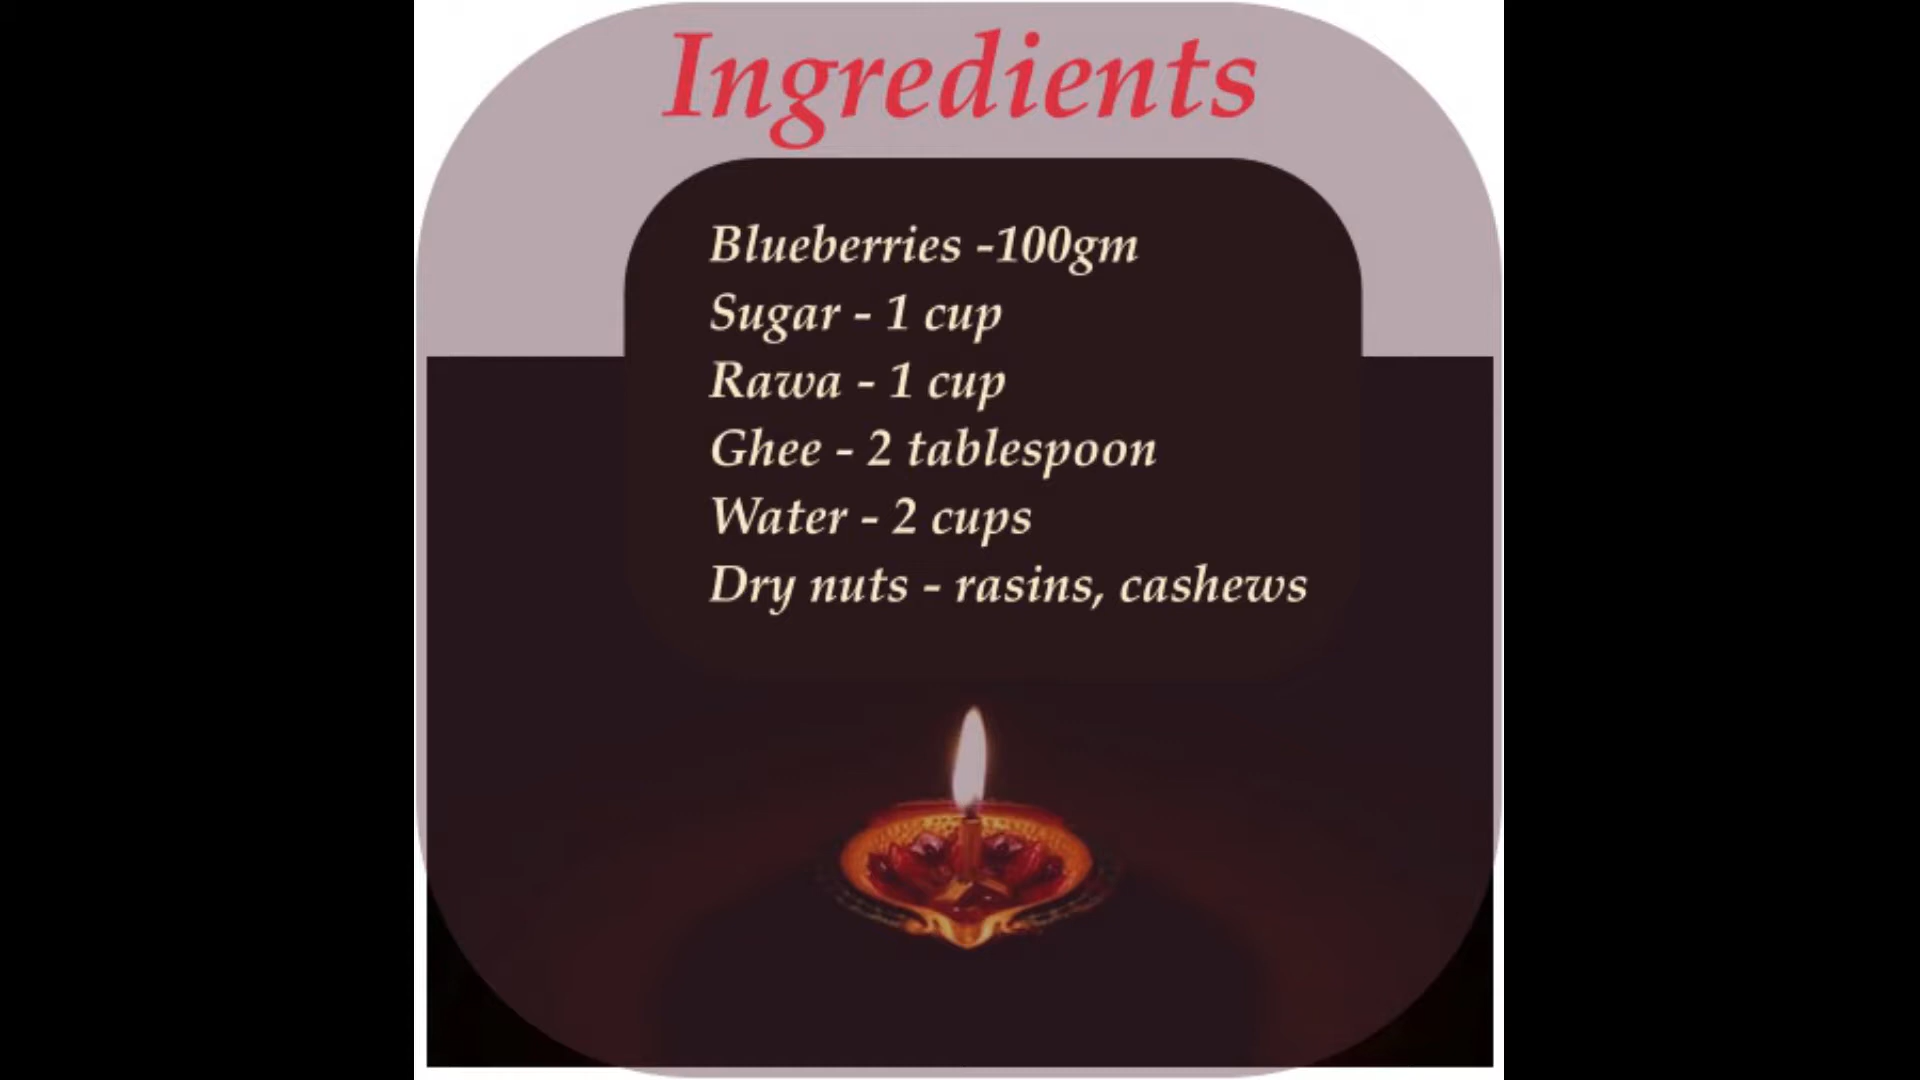 Ingredients
Blueberries -100gm
Sugar - 1 cup
Rawa - 1 cup
Ghee - 2 tablespoon
Water - 2 cups
Dry nuts - rasins, cashews